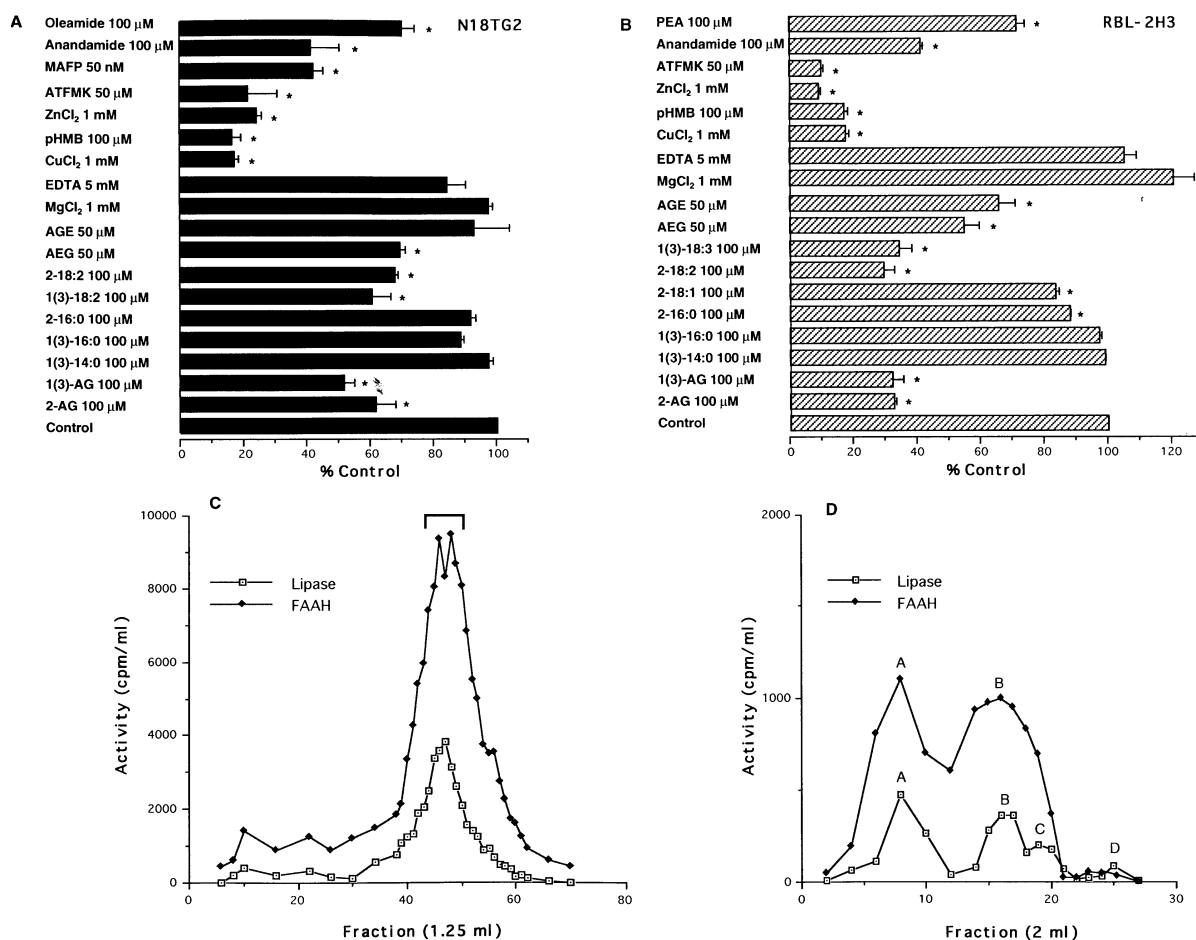 A
N18TG2
Oleamide 100 µM *
Anandamide 100 µM *
MAFP 50 nM *
ATFMK 50 µM *
ZnCl₂ 1 mM *
pHMB 100 µM *
CuCl₂ 1 mM *
EDTA 5 mM
MgCl₂ 1 mM
AGE 50 µM
AEG 50 µM *
2-18:2 100 µM *
1(3)-18:2 100 µM *
2-16:0 100 µM
1(3)-16:0 100 µM
1(3)-14:0 100 µM
1(3)-AG 100 µM *
2-AG 100 µM *
Control
0 20 40 60 80 100
% Control
B
RBL-2H3
PEA 100 µM *
Anandamide 100 µM *
ATFMK 50 µM *
ZnCl₂ 1 mM *
pHMB 100 µM *
CuCl₂ 1 mM *
EDTA 5 mM
MgCl₂ 1 mM
AGE 50 µM *
AEG 50 µM *
1(3)-18:3 100 µM *
2-18:2 100 µM *
2-18:1 100 µM *
2-16:0 100 µM *
1(3)-16:0 100 µM
1(3)-14:0 100 µM
1(3)-AG 100 µM *
2-AG 100 µM *
Control
0 20 40 60 80 100 120
% Control
C
10000
8000
6000
4000
2000
0
Activity (cpm/ml)
Lipase
FAAH
0 20 40 60 80
Fraction (1.25 ml)
D
2000
1000
0
Activity (cpm/ml)
Lipase
FAAH
A
B
A
B
C
D
0 10 20 30
Fraction (2 ml)